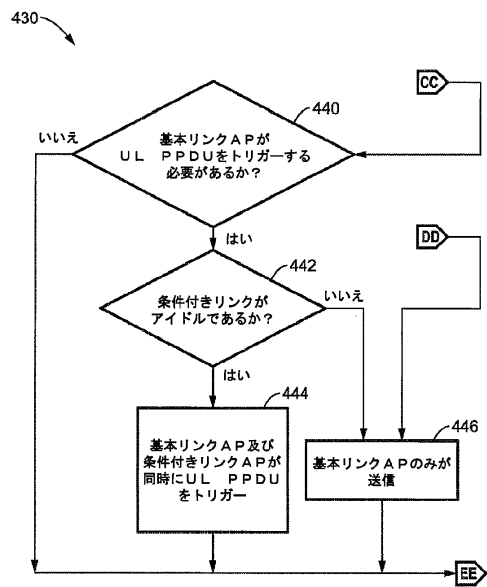 430
CC
440
いいえ
基本リンクAPが
UL PPDUをトリガーする
必要があるか?
はい
DD
442
条件付きリンクが
アイドルであるか?
いいえ
はい
444
基本リンクAP及び
条件付きリンクAPが
同時にUL PPDU
をトリガー
446
基本リンクAPのみが
送信
EE